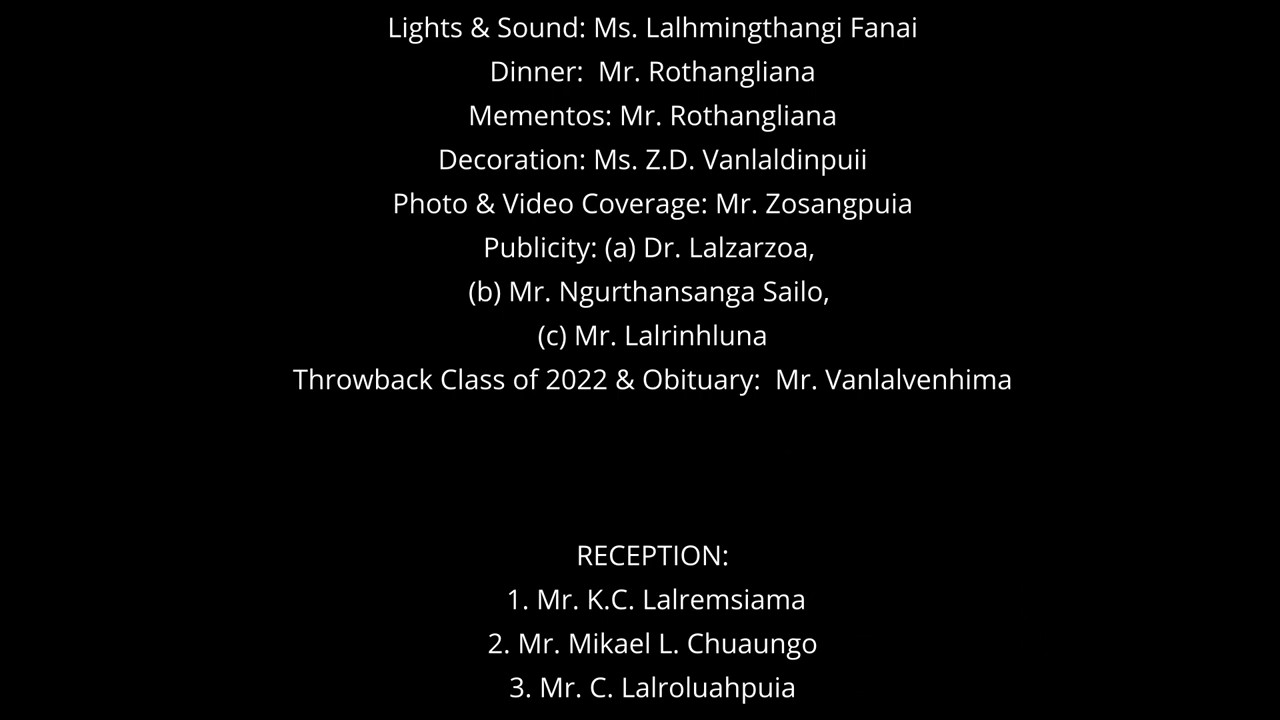 Lights & Sound: Ms. Lalhmingthangi Fanai
Dinner:  Mr. Rothangliana
Mementos: Mr. Rothangliana
Decoration: Ms. Z.D. Vanlaldinpuii
Photo & Video Coverage: Mr. Zosangpuia
Publicity: (a) Dr. Lalzarzoa,
(b) Mr. Ngurthansanga Sailo,
(c) Mr. Lalrinhluna
Throwback Class of 2022 & Obituary:  Mr. Vanlalvenhima
RECEPTION:
1. Mr. K.C. Lalremsiama
2. Mr. Mikael L. Chuaungo
3. Mr. C. Lalroluahpuia